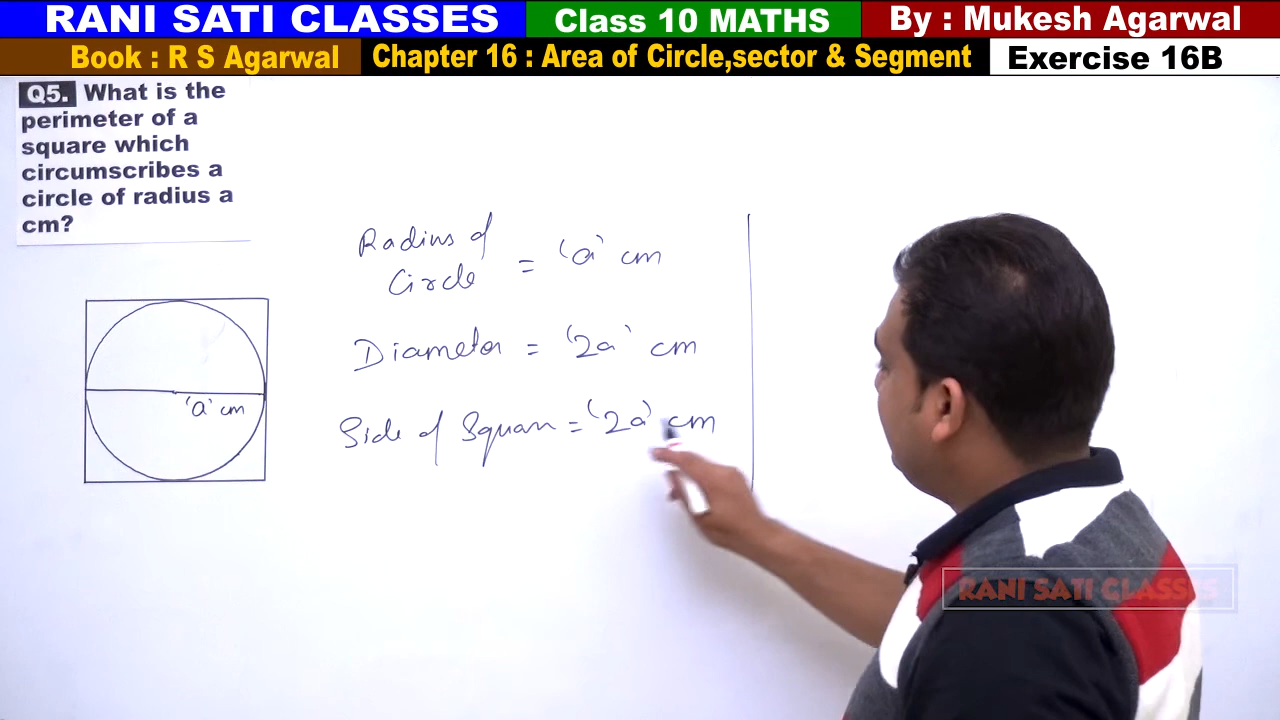 RANI SATI CLASSES
Class 10 MATHS
By : Mukesh Agarwal
Book : R S Agarwal
Chapter 16 : Area of Circle,sector & Segment
Exercise 16B
Q5. What is the
perimeter of a
square which
circumscribes a
circle of radius a
cm?
Radius of
Circle = 'a' cm
Diameter = '2a' cm
Side of Square = '2a' cm
'a' cm
RANI SATI CLASSES